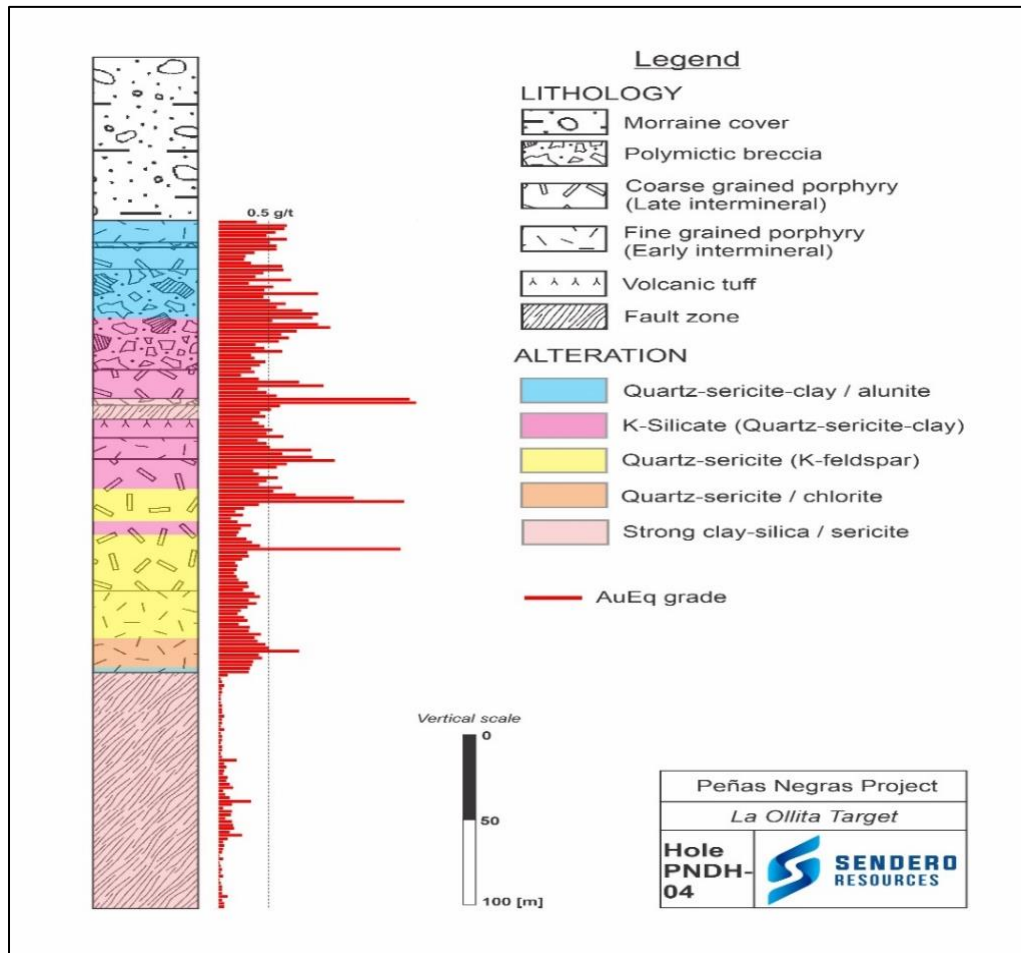 Legend
LITHOLOGY
Morraine cover
Polymictic breccia
Coarse grained porphyry
(Late intermineral)
Fine grained porphyry
(Early intermineral)
Volcanic tuff
Fault zone
ALTERATION
Quartz-sericite-clay / alunite
K-Silicate (Quartz-sericite-clay)
Quartz-sericite (K-feldspar)
Quartz-sericite / chlorite
Strong clay-silica / sericite
AuEq grade
0.5 g/t
Vertical scale
0
50
100 [m]
Peñas Negras Project
La Ollita Target
Hole
PNDH-
04
SENDERO
RESOURCES